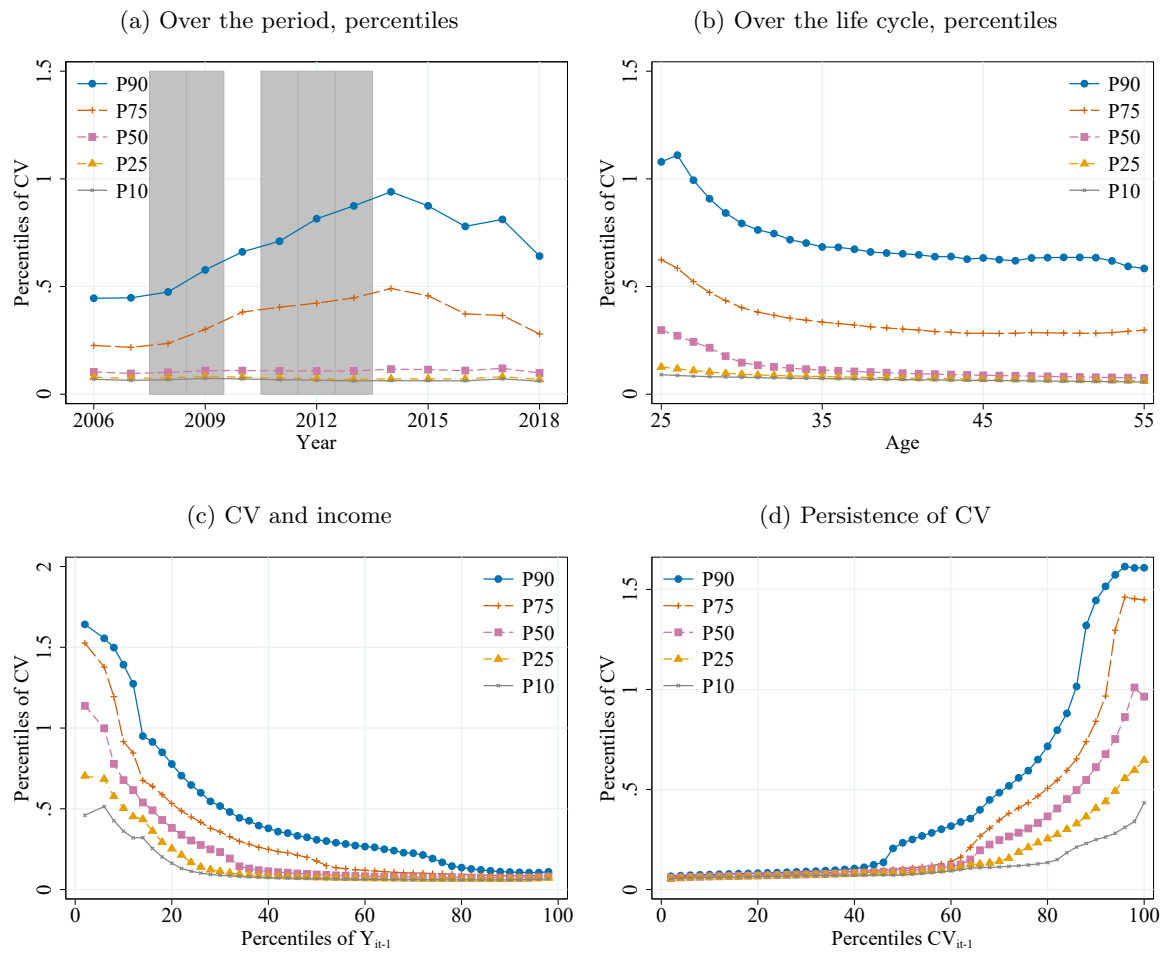 (a) Over the period, percentiles
Percentiles of CV
0 .5 1 1.5
P90
P75
P50
P25
P10
2006 2009 2012 2015 2018
Year
(b) Over the life cycle, percentiles
Percentiles of CV
0 .5 1 1.5
P90
P75
P50
P25
P10
25 35 45 55
Age
(c) CV and income
Percentiles of CV
0 .5 1 1.5 2
P90
P75
P50
P25
P10
0 20 40 60 80 100
Percentiles of Yit-1
(d) Persistence of CV
Percentiles of CV
0 .5 1 1.5
P90
P75
P50
P25
P10
0 20 40 60 80 100
Percentiles CVit-1